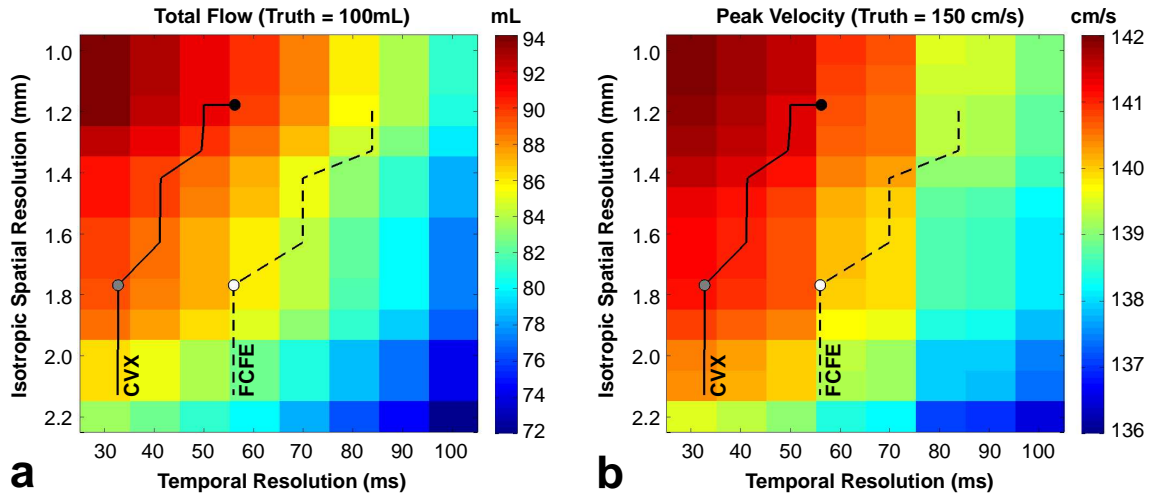 Total Flow (Truth = 100mL)
mL
Isotropic Spatial Resolution (mm)
1.0
1.2
1.4
1.6
1.8
2.0
2.2
CVX
FCFE
94
92
90
88
86
84
82
80
78
76
74
72
30 40 50 60 70 80 90 100
Temporal Resolution (ms)
a
Peak Velocity (Truth = 150 cm/s)
cm/s
Isotropic Spatial Resolution (mm)
1.0
1.2
1.4
1.6
1.8
2.0
2.2
CVX
FCFE
142
141
140
139
138
137
136
30 40 50 60 70 80 90 100
Temporal Resolution (ms)
b